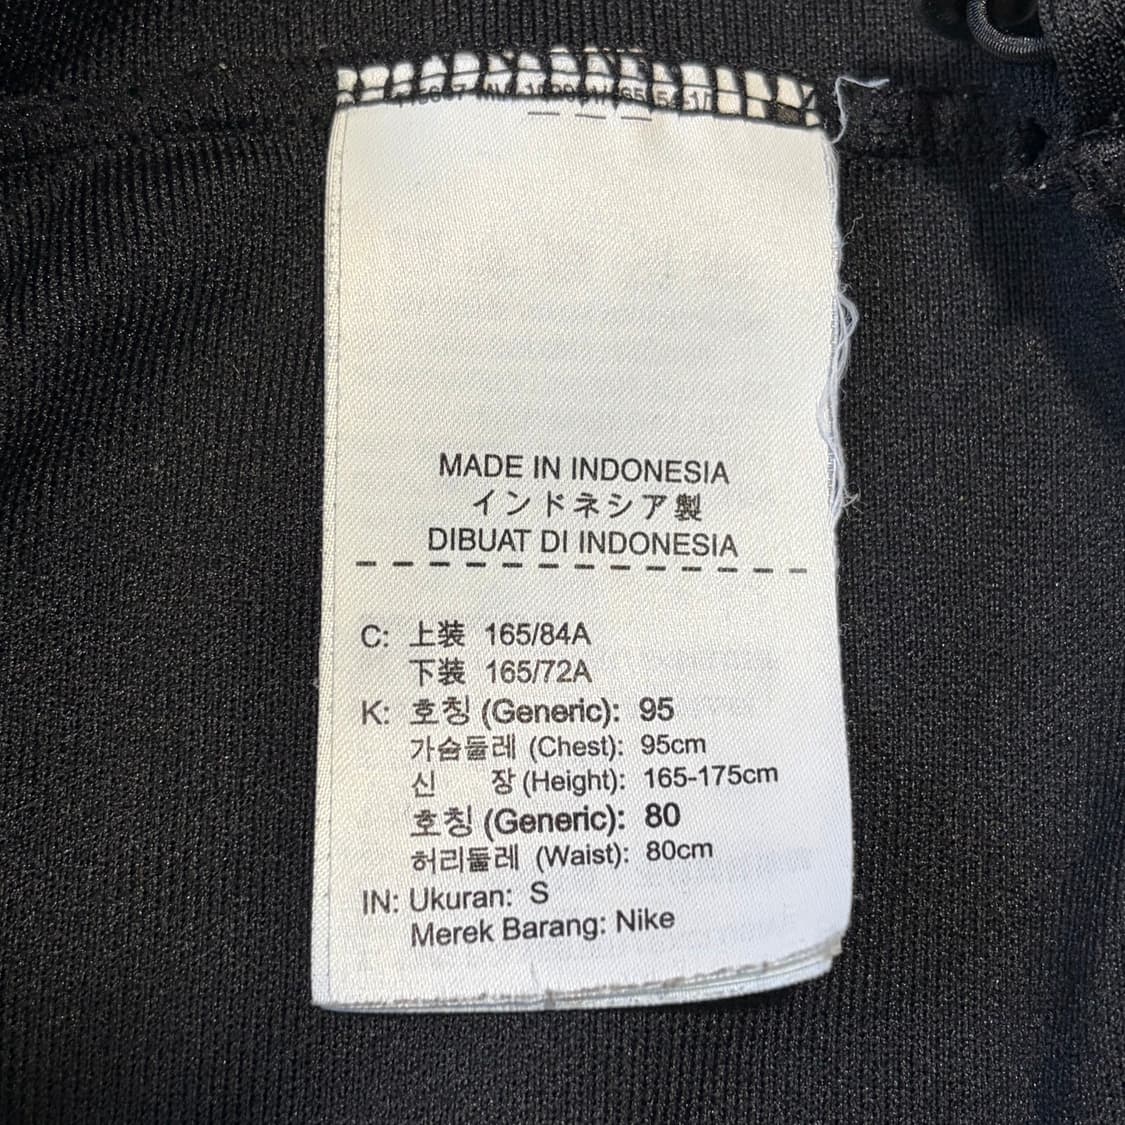 MADE IN INDONESIA
インドネシア製
DIBUAT DI INDONESIA
C: 上装 165/84A
下装 165/72A
K: 호칭 (Generic): 95
가슴둘레 (Chest): 95cm
신 장 (Height): 165-175cm
호칭 (Generic): 80
허리둘레 (Waist): 80cm
IN: Ukuran: S
Merek Barang: Nike